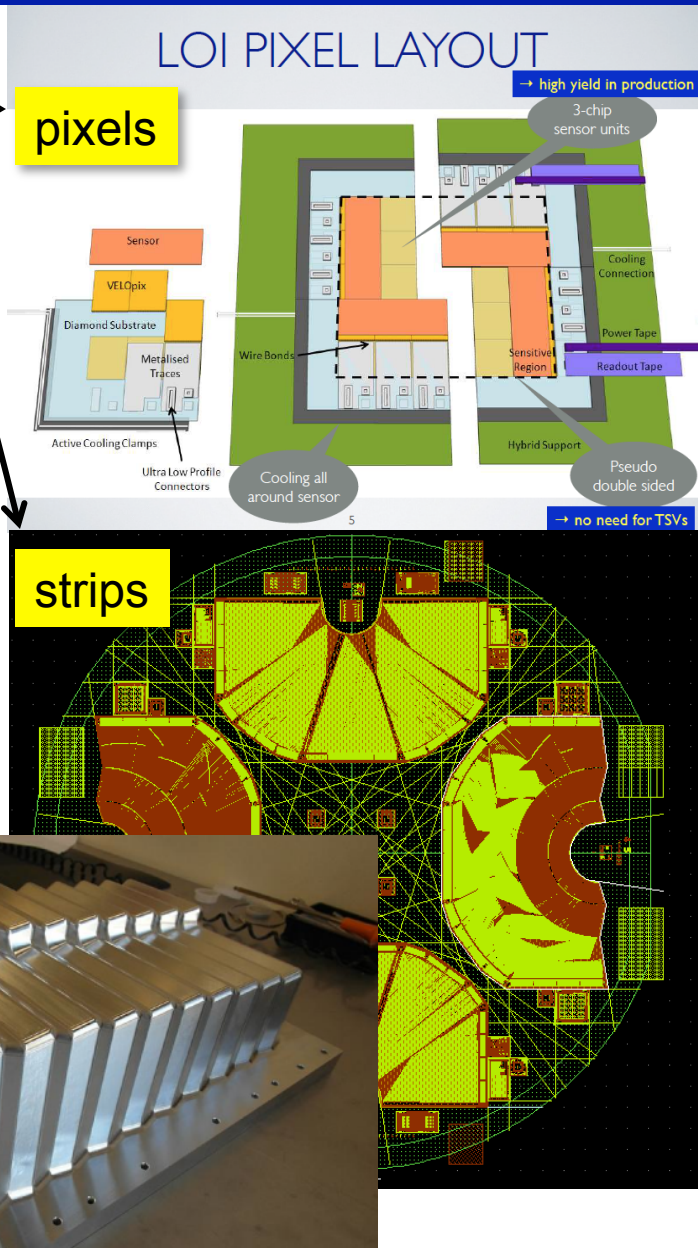 LOI PIXEL LAYOUT
→ high yield in production
pixels
3-chip
sensor units
Sensor
VELOpix
Diamond Substrate
Metalised
Traces
Active Cooling Clamps
Ultra Low Profile
Connectors
Wire Bonds
Cooling all
around sensor
Cooling
Connection
Power Tape
Sensitive
Region
Readout Tape
Hybrid Support
Pseudo
double sided
5
→ no need for TSVs
strips